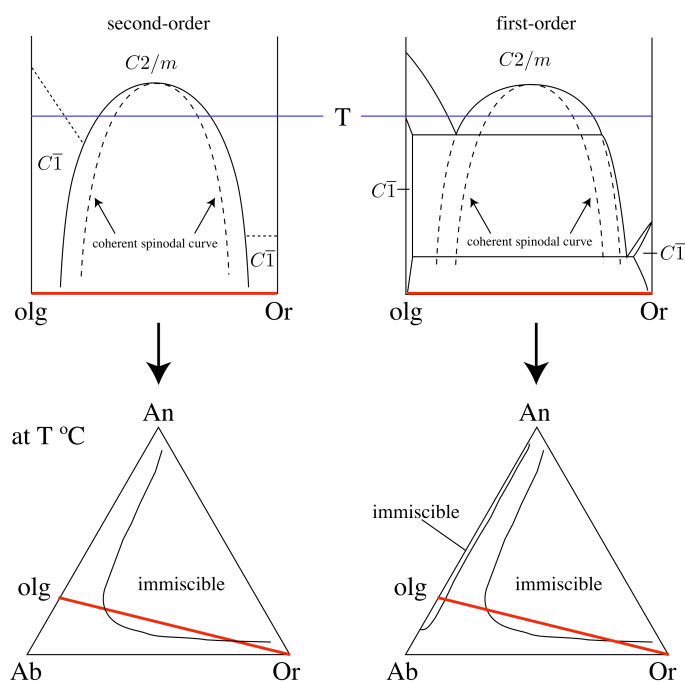 second-order
first-order
C2/m
C2/m
T
C1̅
C1̅
coherent spinodal curve
coherent spinodal curve
C1̅
C1̅
olg
Or
olg
Or
An
An
at T ºC
immiscible
olg
immiscible
olg
immiscible
Ab
Or
Ab
Or